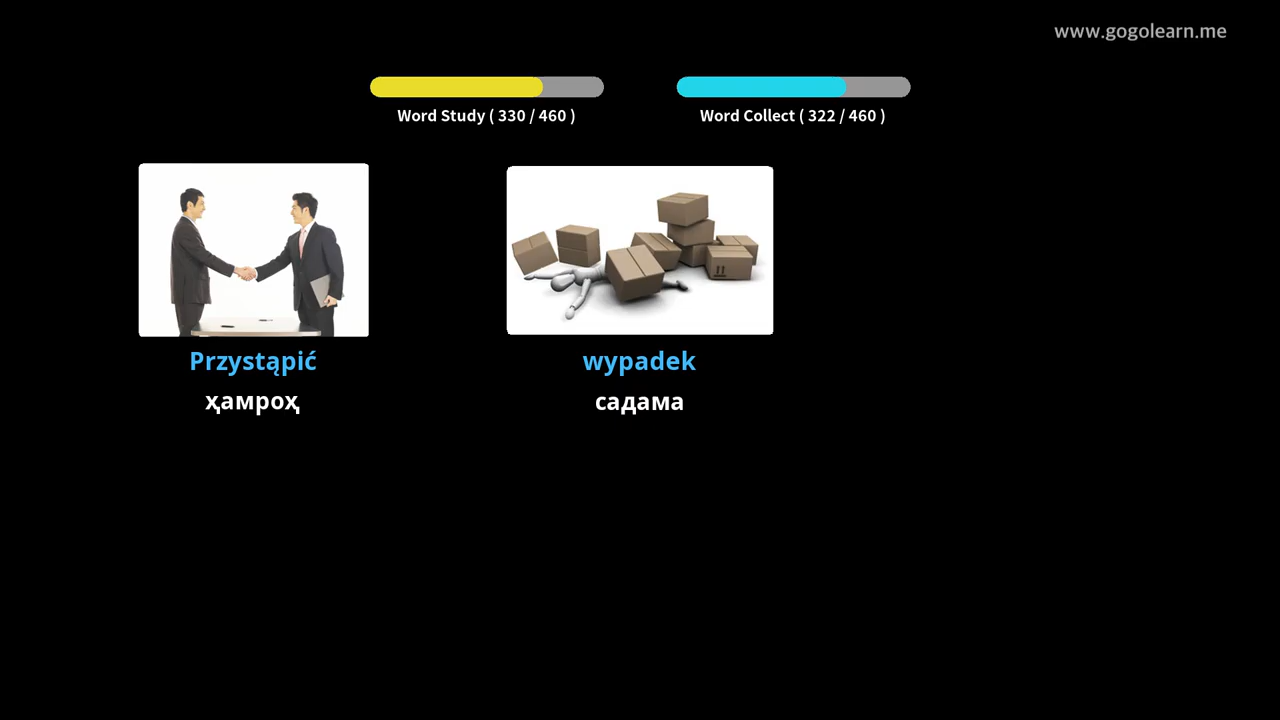 www.gogolearn.me
Word Study ( 330 / 460 )
Word Collect ( 322 / 460 )
Przystąpić
wypadek
ҳамроҳ
садама